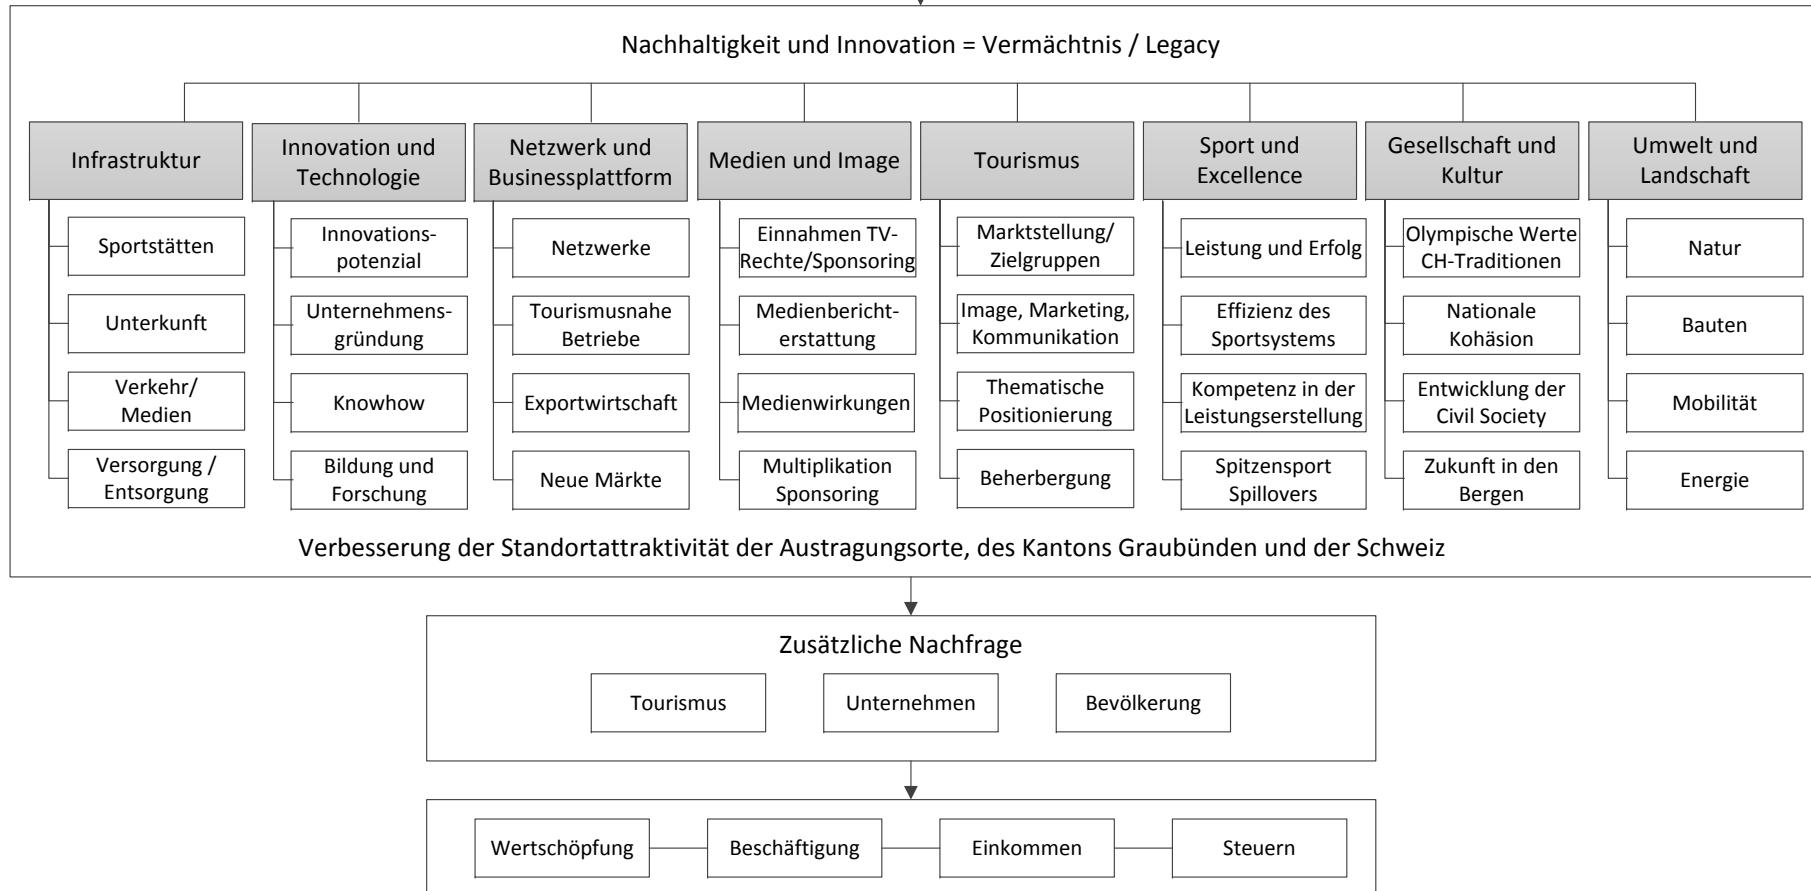 Nachhaltigkeit und Innovation = Vermächtnis / Legacy
Infrastruktur
Innovation und
Technologie
Netzwerk und
Businessplattform
Medien und Image
Tourismus
Sport und
Excellence
Gesellschaft und
Kultur
Umwelt und
Landschaft
Sportstätten
Innovations-
potenzial
Netzwerke
Einnahmen TV-
Rechte/Sponsoring
Marktstellung/
Zielgruppen
Leistung und Erfolg
Olympische Werte
CH-Traditionen
Natur
Unterkunft
Unternehmens-
gründung
Tourismusnahe
Betriebe
Medienbericht-
erstattung
Image, Marketing,
Kommunikation
Effizienz des
Sportsystems
Nationale
Kohäsion
Bauten
Verkehr/
Medien
Knowhow
Exportwirtschaft
Medienwirkungen
Thematische
Positionierung
Kompetenz in der
Leistungserstellung
Entwicklung der
Civil Society
Mobilität
Versorgung /
Entsorgung
Bildung und
Forschung
Neue Märkte
Multiplikation
Sponsoring
Beherbergung
Spitzensport
Spillovers
Zukunft in den
Bergen
Energie
Verbesserung der Standortattraktivität der Austragungsorte, des Kantons Graubünden und der Schweiz
Zusätzliche Nachfrage
Tourismus
Unternehmen
Bevölkerung
Wertschöpfung
Beschäftigung
Einkommen
Steuern